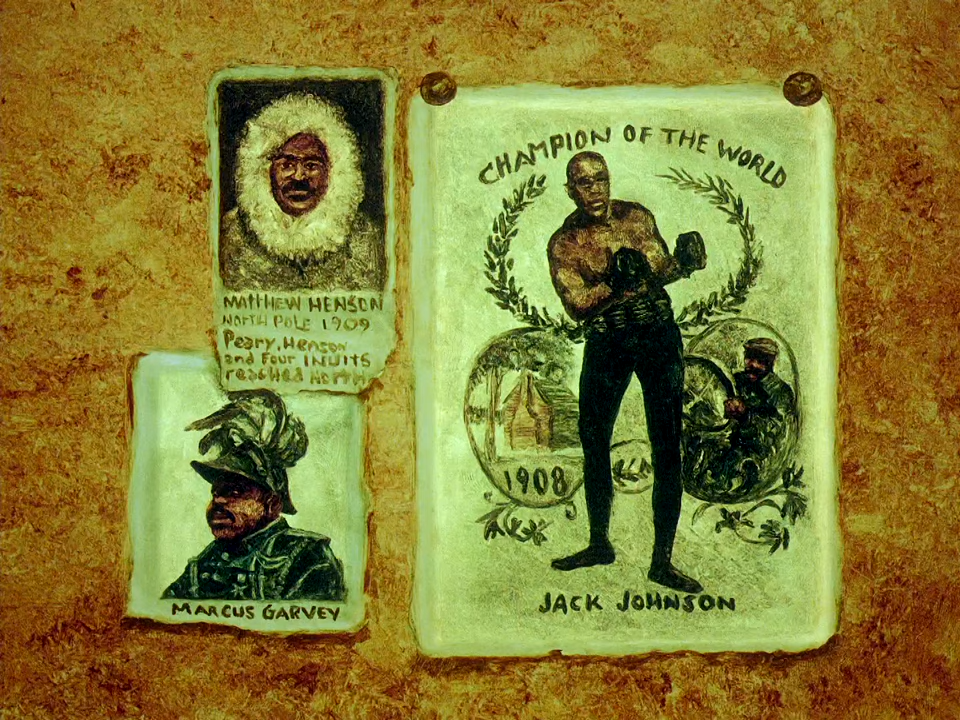 MATTHEW HENSON
NORTH POLE 1909
Peary, Henson
and Four INUITS
reached North
MARCUS GARVEY
CHAMPION OF THE WORLD
1908
JACK JOHNSON